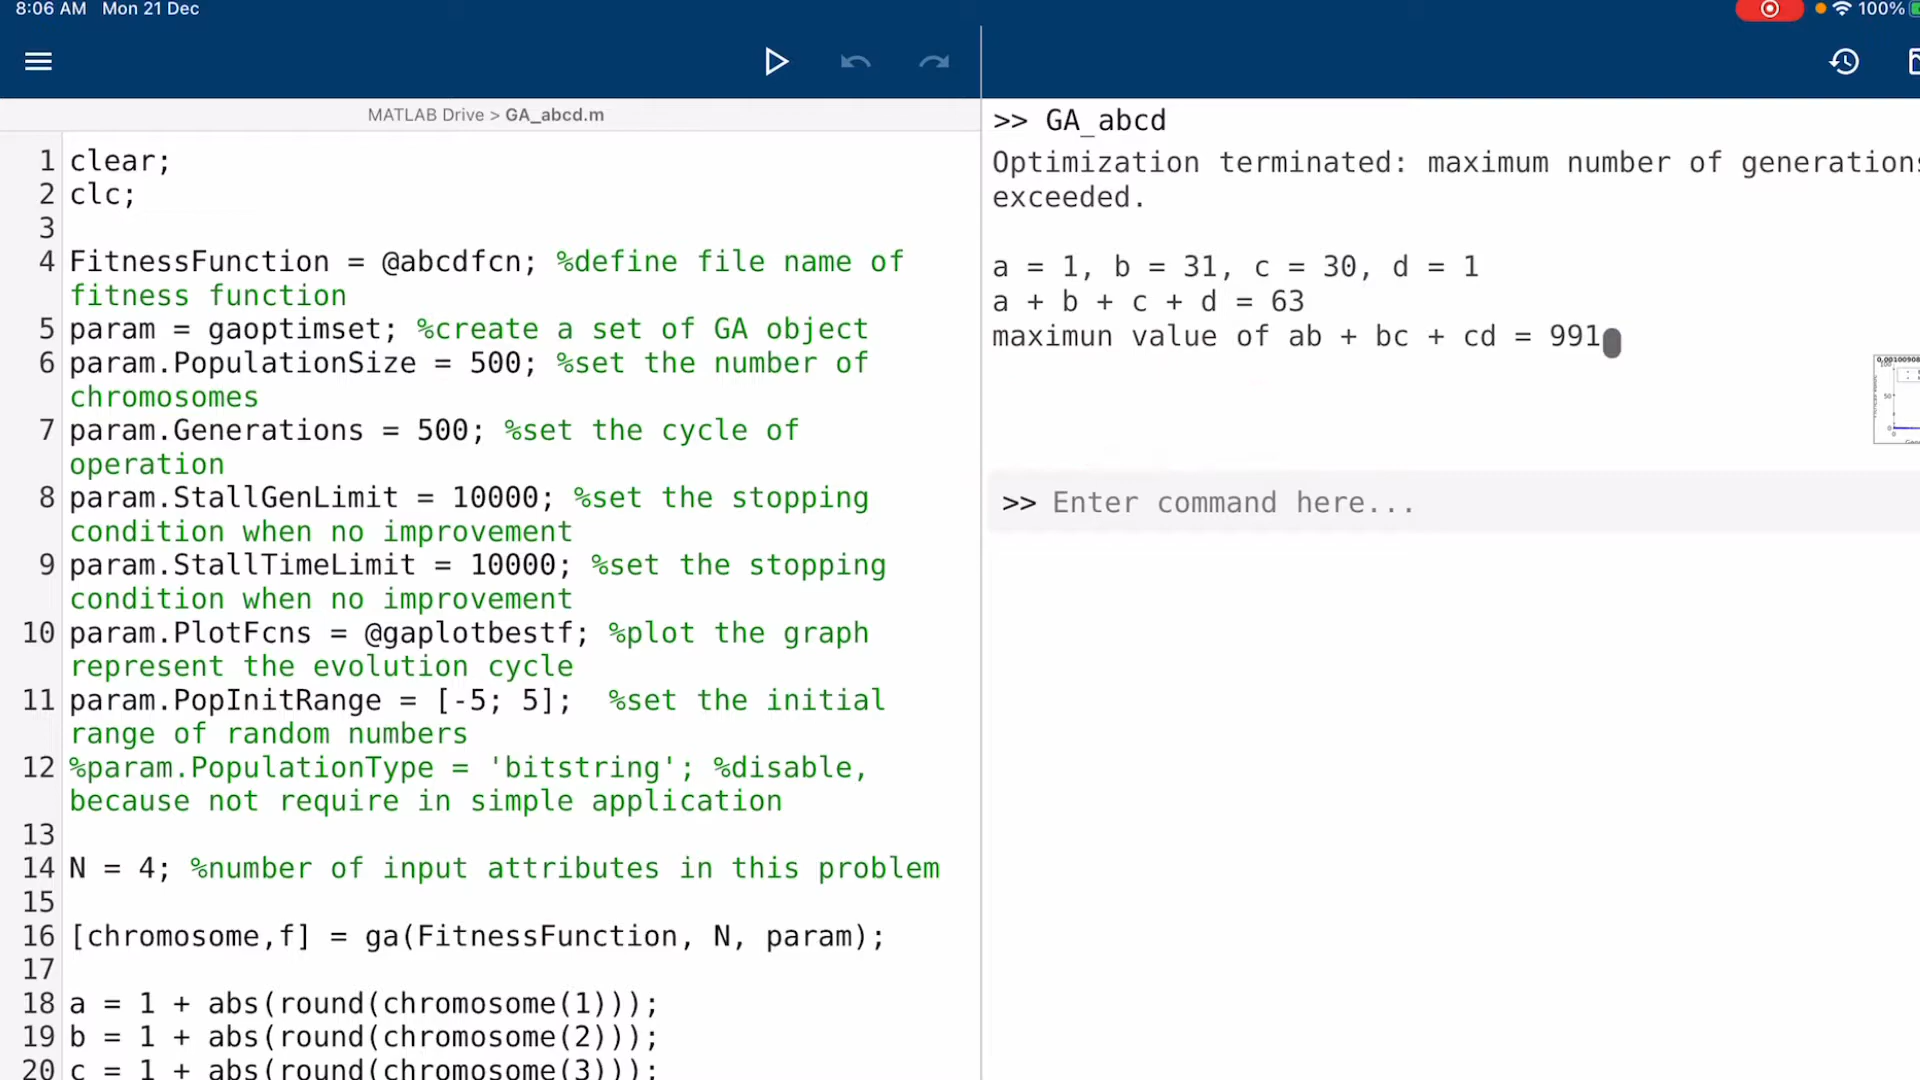 8:06 AM Mon 21 Dec
100%
MATLAB Drive > GA_abcd.m
1 clear;
2 clc;
3
4 FitnessFunction = @abcdfcn; %define file name of
fitness function
5 param = gaoptimset; %create a set of GA object
6 param.PopulationSize = 500; %set the number of
chromosomes
7 param.Generations = 500; %set the cycle of
operation
8 param.StallGenLimit = 10000; %set the stopping
condition when no improvement
9 param.StallTimeLimit = 10000; %set the stopping
condition when no improvement
10 param.PlotFcns = @gaplotbestf; %plot the graph
represent the evolution cycle
11 param.PopInitRange = [-5; 5];  %set the initial
range of random numbers
12 %param.PopulationType = 'bitstring'; %disable,
because not require in simple application
13
14 N = 4; %number of input attributes in this problem
15
16 [chromosome,f] = ga(FitnessFunction, N, param);
17
18 a = 1 + abs(round(chromosome(1)));
19 b = 1 + abs(round(chromosome(2)));
20 c = 1 + abs(round(chromosome(3)));
>> GA_abcd
Optimization terminated: maximum number of generations
exceeded.
a = 1, b = 31, c = 30, d = 1
a + b + c + d = 63
maximun value of ab + bc + cd = 991
>> Enter command here...